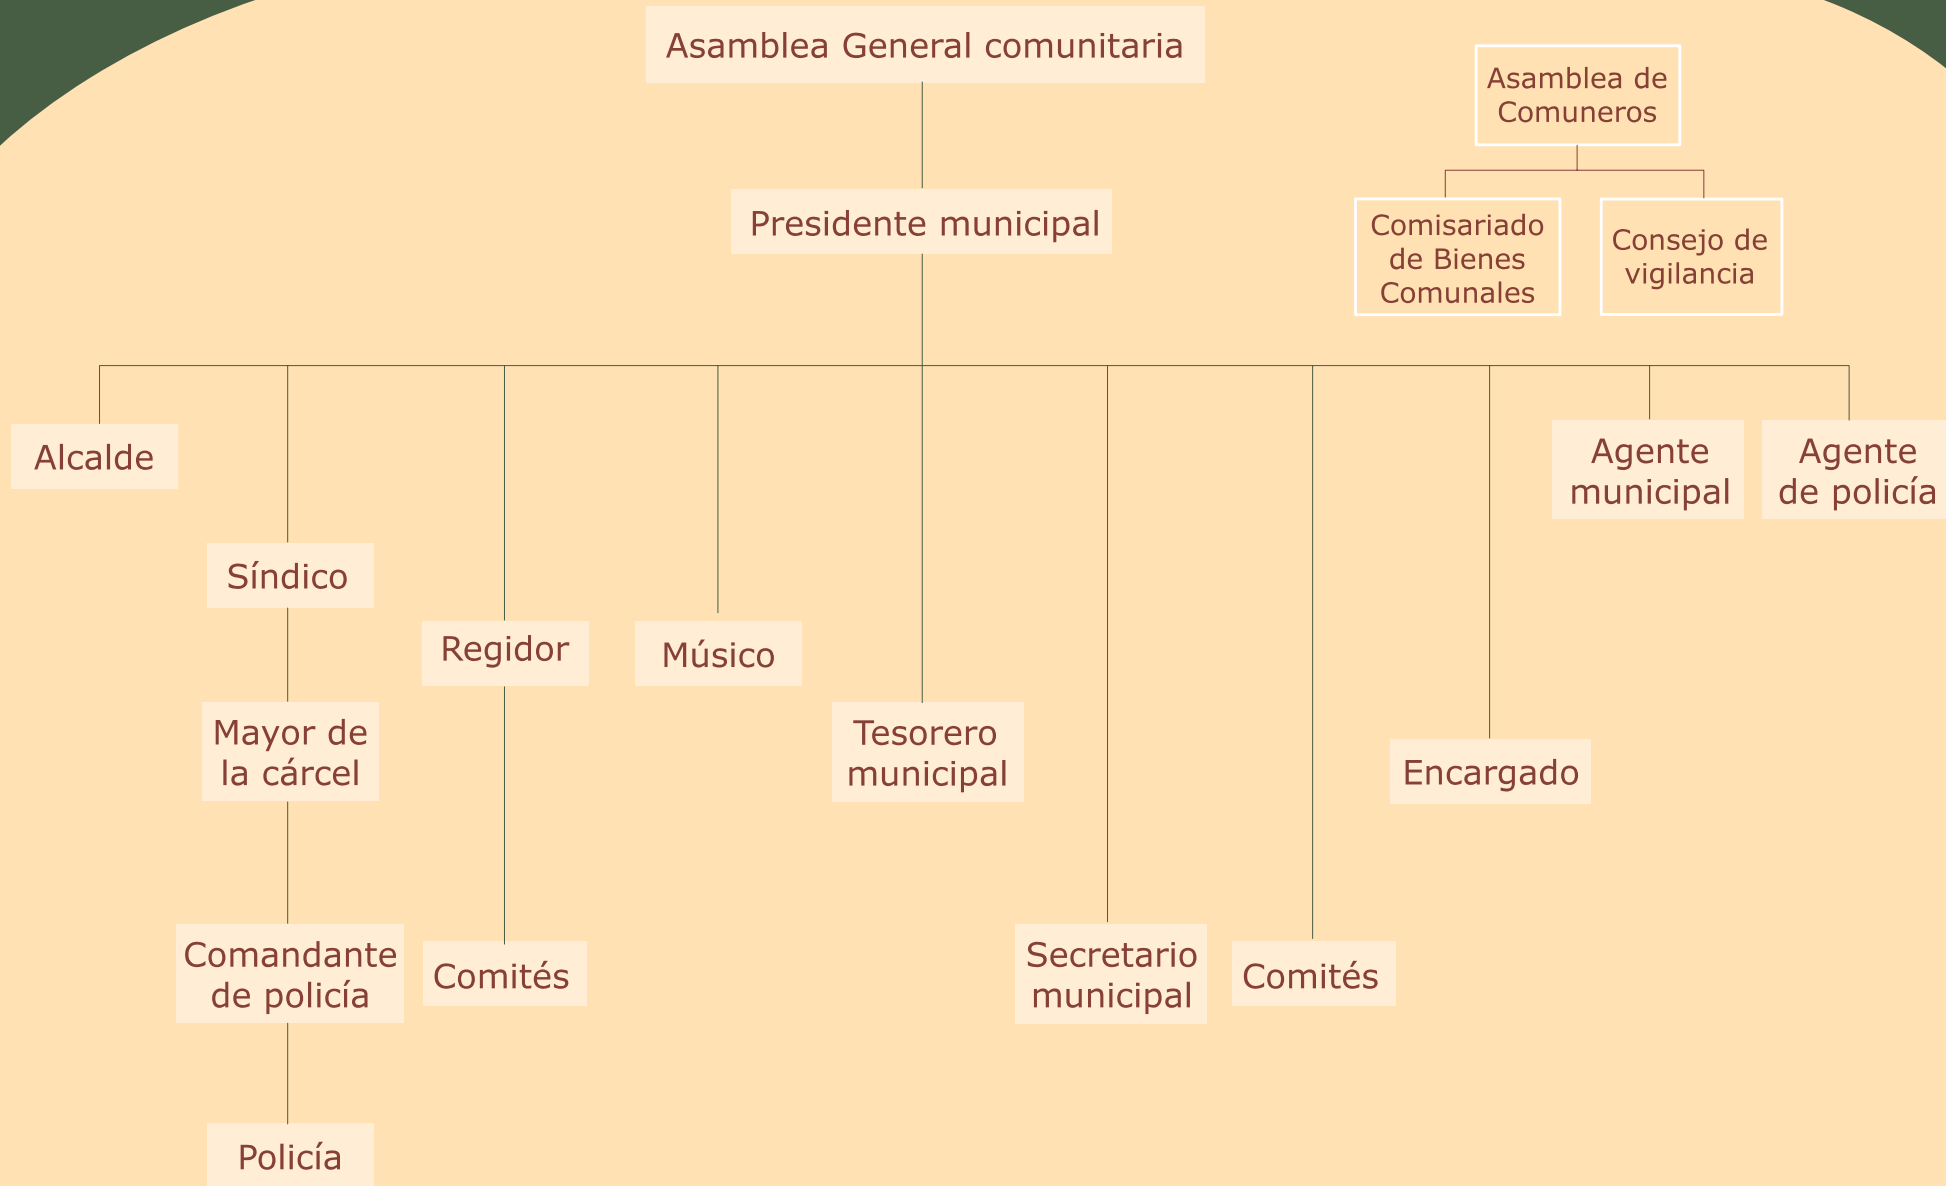 Asamblea General comunitaria
Asamblea de
Comuneros
Presidente municipal
Comisariado
de Bienes
Comunales
Consejo de
vigilancia
Alcalde
Agente
municipal
Agente
de policía
Síndico
Regidor
Músico
Mayor de
la cárcel
Tesorero
municipal
Encargado
Comandante
de policía
Comités
Secretario
municipal
Comités
Policía